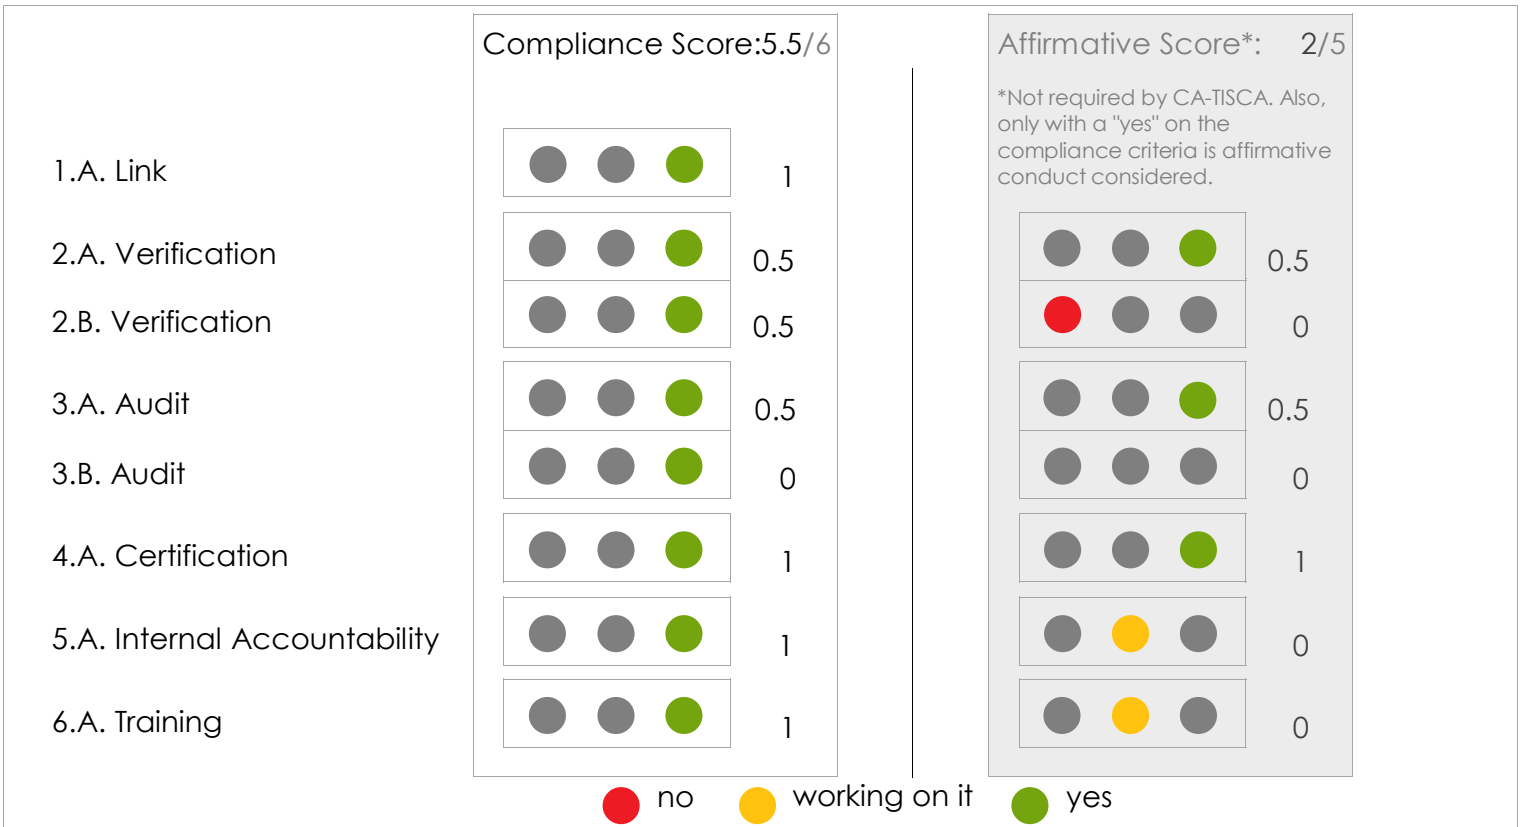 Compliance Score:5.5/6
Affirmative Score*: 2/5
*Not required by CA-TISCA. Also,
only with a "yes" on the
compliance criteria is affirmative
conduct considered.
1.A. Link 1
2.A. Verification 0.5 0.5
2.B. Verification 0.5 0
3.A. Audit 0.5 0.5
3.B. Audit 0 0
4.A. Certification 1 1
5.A. Internal Accountability 1 0
6.A. Training 1 0
no working on it yes